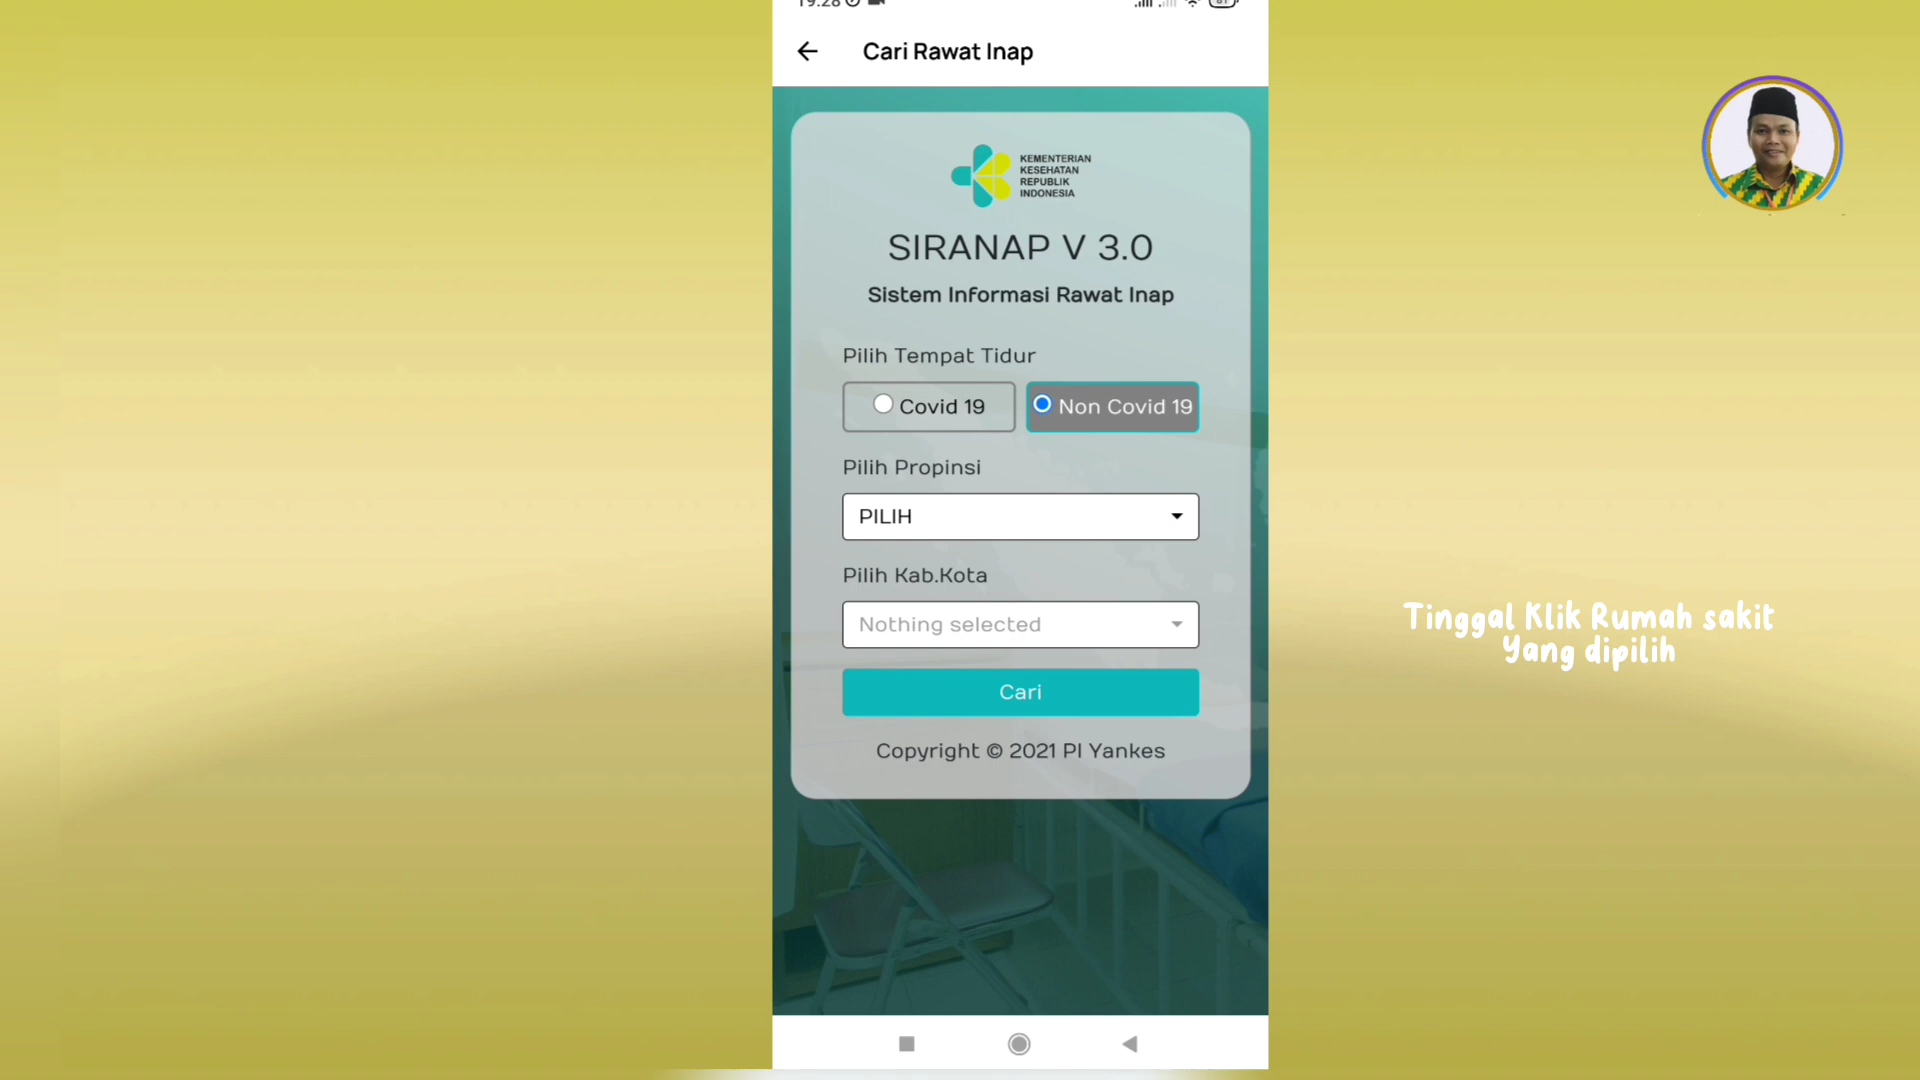 19.28
Cari Rawat Inap
KEMENTERIAN
KESEHATAN
REPUBLIK
INDONESIA
SIRANAP V 3.0
Sistem Informasi Rawat Inap
Pilih Tempat Tidur
Covid 19
Non Covid 19
Pilih Propinsi
PILIH
Pilih Kab.Kota
Nothing selected
Cari
Copyright © 2021 PI Yankes
Tinggal Klik Rumah sakit
Yang dipilih